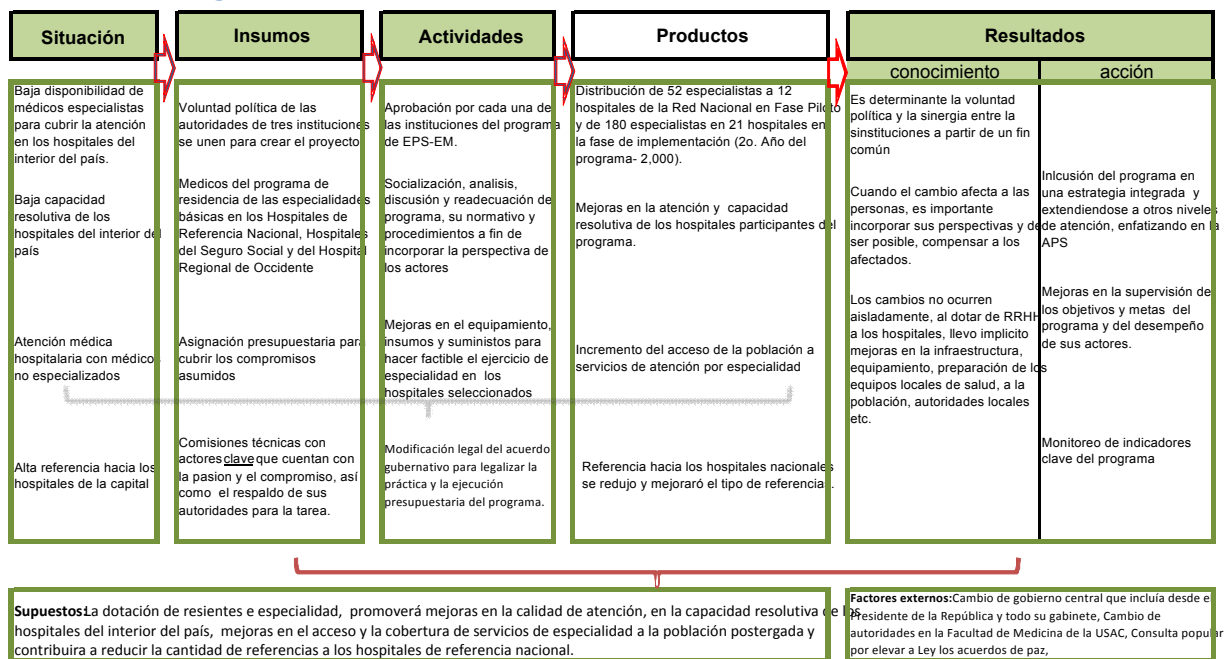 Situación
Insumos
Actividades
Productos
Resultados
conocimiento
acción
Baja disponibilidad de
médicos especialistas
para cubrir la atención
en los hospitales del
interior del país.
Baja capacidad
resolutiva de los
hospitales del interior del
país
Atención médica
hospitalaria con médicos
no especializados
Alta referencia hacia los
hospitales de la capital
Voluntad política de las
autoridades de tres instituciones
se unen para crear el proyecto
Medicos del programa de
residencia de las especialidades
básicas en los Hospitales de
Referencia Nacional, Hospitales
del Seguro Social y del Hospital
Regional de Occidente
Asignación presupuestaria para
cubrir los compromisos
asumidos
Comisiones técnicas con
actores clave que cuentan con
la pasion y el compromiso, así
como el respaldo de sus
autoridades para la tarea.
Aprobación por cada una de
las instituciones del programa
de EPS-EM.
Socialización, analisis,
discusión y readecuación de
programa, su normativo y
procedimientos a fin de
incorporar la perspectiva de
los actores
Mejoras en el equipamiento,
insumos y suministos para
hacer factible el ejercicio de
especialidad en los
hospitales seleccionados
Modificación legal del acuerdo
gubernativo para legalizar la
práctica y la ejecución
presupuestaria del programa.
Distribución de 52 especialistas a 12
hospitales de la Red Nacional en Fase Piloto
y de 180 especialistas en 21 hospitales en
la fase de implementación (2o. Año del
programa- 2,000).
Mejoras en la atención y capacidad
resolutiva de los hospitales participantes del
programa.
Incremento del acceso de la población a
servicios de atención por especialidad
Referencia hacia los hospitales nacionales
se redujo y mejoraró el tipo de referencias.
Es determinante la voluntad
política y la sinergia entre la
sinstituciones a partir de un fin
común
Cuando el cambio afecta a las
personas, es importante
incorporar sus perspectivas y de
ser posible, compensar a los
afectados.
Los cambios no ocurren
aisladamente, al dotar de RRHH
a los hospitales, llevo implicito
mejoras en la infraestructura,
equipamiento, preparación de los
equipos locales de salud, a la
población, autoridades locales
etc.
Inlcusión del programa en
una estrategia integrada y
extendiendose a otros niveles
de atención, enfatizando en la
APS
Mejoras en la supervisión de
los objetivos y metas del
programa y del desempeño
de sus actores.
Monitoreo de indicadores
clave del programa
Supuestos: La dotación de resientes e especialidad, promoverá mejoras en la calidad de atención, en la capacidad resolutiva de los
hospitales del interior del país, mejoras en el acceso y la cobertura de servicios de especialidad a la población postergada y
contribuira a reducir la cantidad de referencias a los hospitales de referencia nacional.
Factores externos:Cambio de gobierno central que incluía desde el
Presidente de la República y todo su gabinete, Cambio de
autoridades en la Facultad de Medicina de la USAC, Consulta popular
por elevar a Ley los acuerdos de paz,